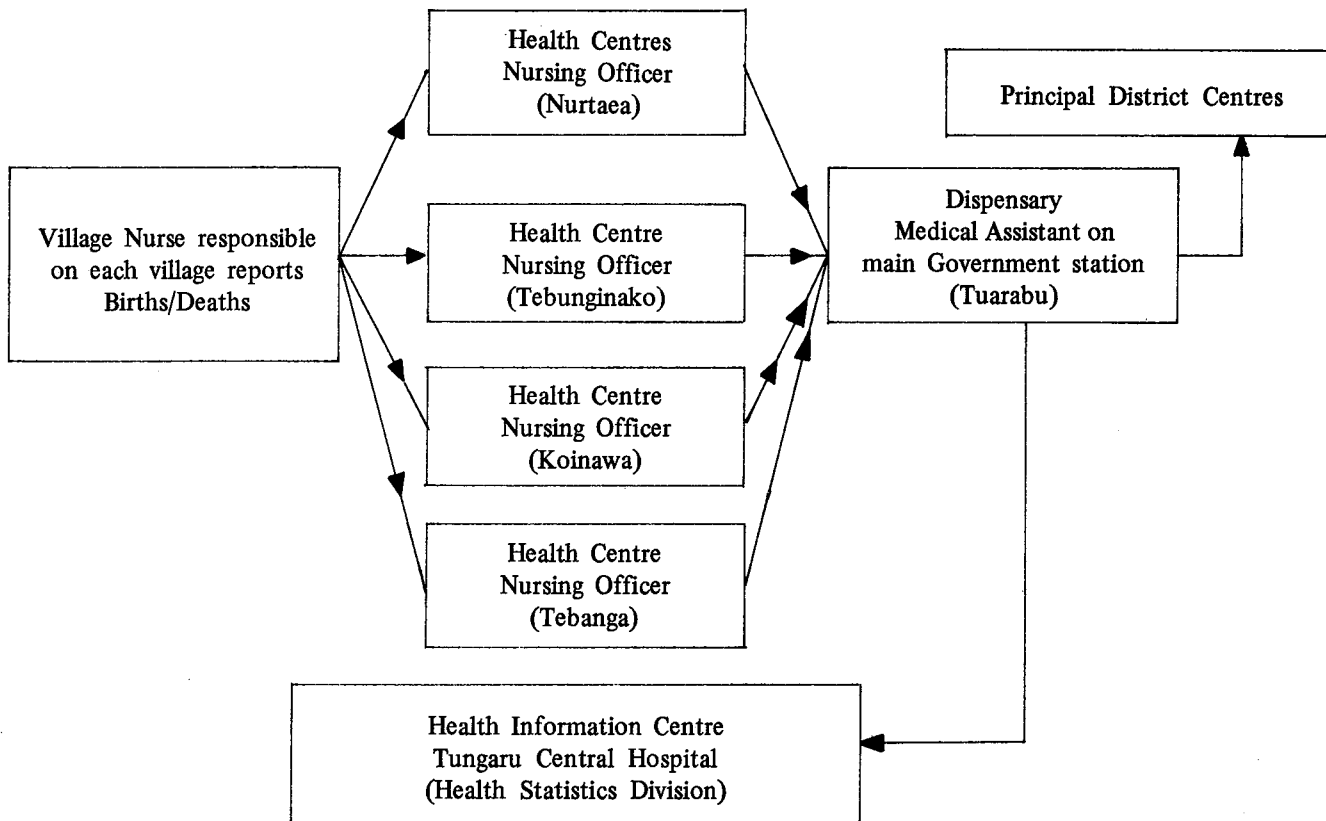 Health Centres
Nursing Officer
(Nurtaea)
Principal District Centres
Village Nurse responsible
on each village reports
Births/Deaths
Health Centre
Nursing Officer
(Tebunginako)
Dispensary
Medical Assistant on
main Government station
(Tuarabu)
Health Centre
Nursing Officer
(Koinawa)
Health Centre
Nursing Officer
(Tebanga)
Health Information Centre
Tungaru Central Hospital
(Health Statistics Division)